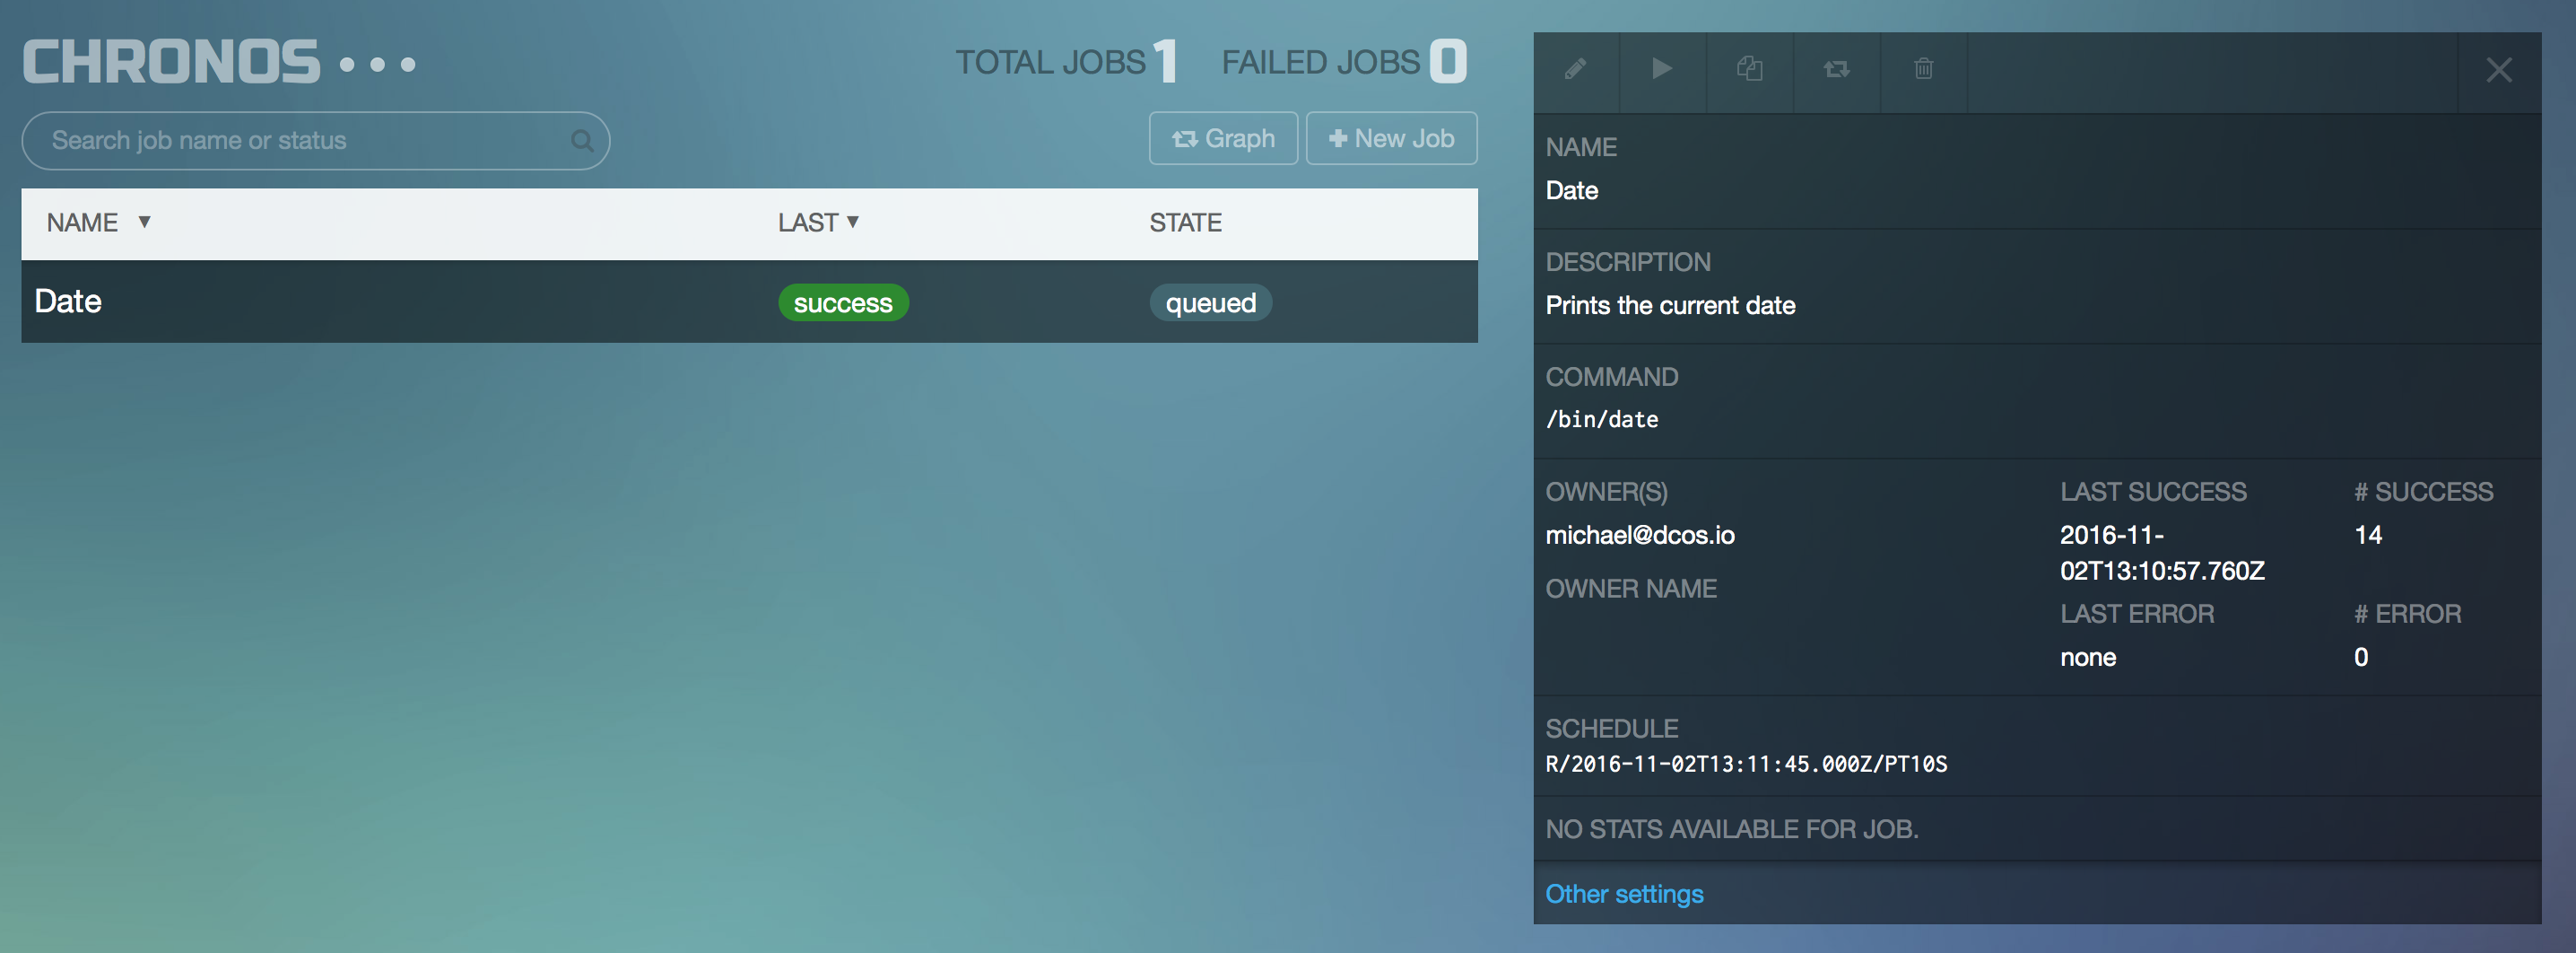 CHRONOS
TOTAL JOBS 1 FAILED JOBS 0
Search job name or status
Graph
New Job
NAME ▼ LAST ▼ STATE
Date success queued
NAME
Date
DESCRIPTION
Prints the current date
COMMAND
/bin/date
OWNER(S)
michael@dcos.io
OWNER NAME
LAST SUCCESS
2016-11-
02T13:10:57.760Z
# SUCCESS
14
LAST ERROR
none
# ERROR
0
SCHEDULE
R/2016-11-02T13:11:45.000Z/PT10S
NO STATS AVAILABLE FOR JOB.
Other settings